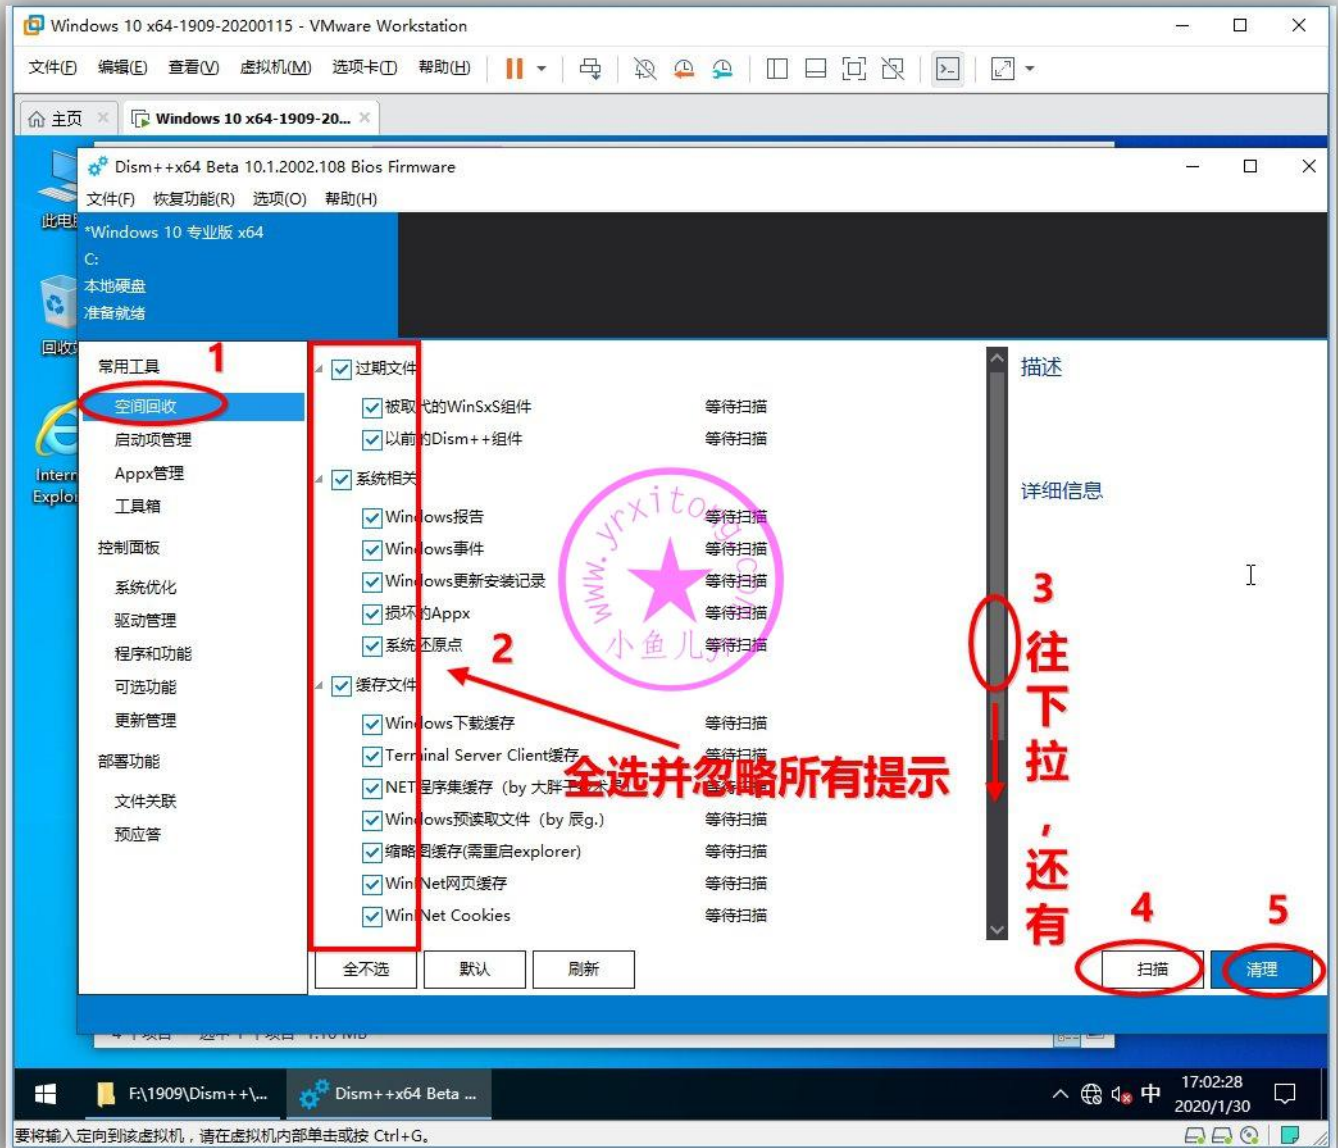 Windows 10 x64-1909-20200115 - VMware Workstation
文件(F) 编辑(E) 查看(V) 虚拟机(M) 选项卡(T) 帮助(H)
主页 Windows 10 x64-1909-20...
Dism++x64 Beta 10.1.2002.108 Bios Firmware
文件(F) 恢复功能(R) 选项(O) 帮助(H)
*Windows 10 专业版 x64
C:
本地硬盘
准备就绪
此电
回收
Intern
Explo
1
常用工具
空间回收
启动项管理
Appx管理
工具箱
控制面板
系统优化
驱动管理
程序和功能
可选功能
更新管理
部署功能
文件关联
预应答
过期文件
被取代的WinSxS组件 等待扫描
以前的Dism++组件 等待扫描
系统相关
Windows报告 等待扫描
Windows事件 等待扫描
Windows更新安装记录 等待扫描
损坏的Appx 等待扫描
系统还原点 等待扫描
缓存文件
Windows下载缓存 等待扫描
Terminal Server Client缓存 等待扫描
NET程序集缓存（by 大胖子技术员
Windows预读取文件（by 辰g.) 等待扫描
缩略图缓存(需重启explorer) 等待扫描
WinINet网页缓存 等待扫描
WinINet Cookies 等待扫描
2
全选并忽略所有提示
www.yrxitong.com
小鱼儿yr
描述
详细信息
3
往下拉，还有
4
5
全不选 默认 刷新 扫描 清理
F:\1909\Dism++\... Dism++x64 Beta ... 中 17:02:28
2020/1/30
要将输入定向到该虚拟机，请在虚拟机内部单击或按 Ctrl+G。